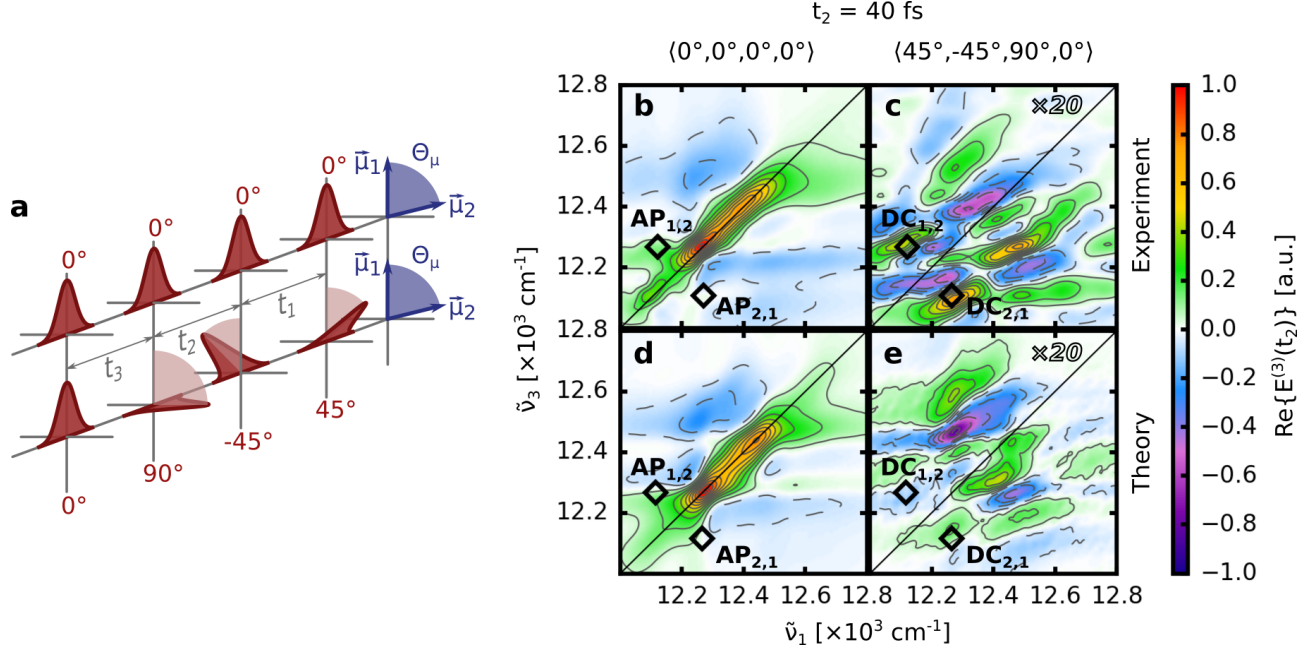 t₂ = 40 fs
⟨0°,0°,0°,0°⟩ ⟨45°,-45°,90°,0°⟩
a
0°
0°
0°
0°
μ⃗₁
Θμ
μ⃗₂
μ⃗₁
Θμ
μ⃗₂
t₁
t₂
t₃
45°
-45°
90°
0°
ṽ₃ [×10³ cm⁻¹]
12.8
12.6
12.4
12.2
12.8
12.6
12.4
12.2
b
AP₁,₂
AP₂,₁
c
×20
DC₁,₂
DC₂,₁
Experiment
d
AP₁,₂
AP₂,₁
e
×20
DC₁,₂
DC₂,₁
Theory
12.2 12.4 12.6 12.8 12.2 12.4 12.6 12.8
ṽ₁ [×10³ cm⁻¹]
1.0
0.8
0.6
0.4
0.2
0.0
−0.2
−0.4
−0.6
−0.8
−1.0
Re{E⁽³⁾(t₂)} [a.u.]